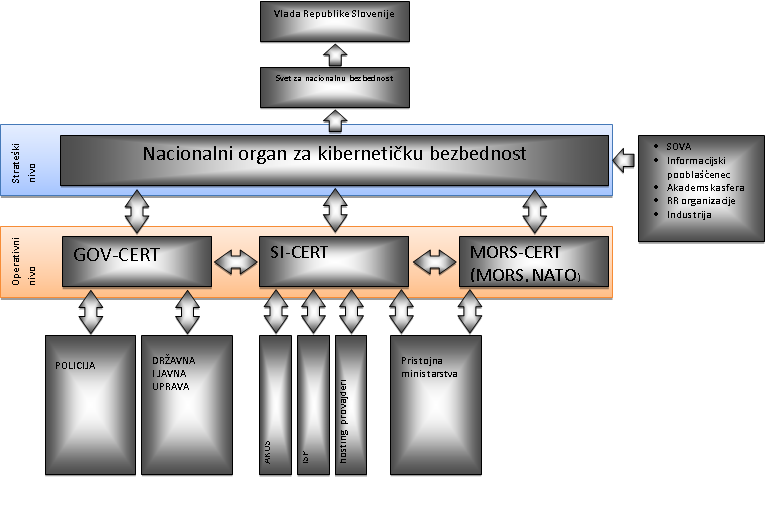 Vlada Republike Slovenije
Svet za nacionalnu bezbednost
Strateški
nivo
Nacionalni organ za kibernetičku bezbednost
• SOVA
• Informacijski
pooblaščenec
• Akademska sfera
• RR organizacije
• Industrija
Operativni
nivo
GOV-CERT
SI-CERT
MORS-CERT
(MORS, NATO)
POLICIJA
DRŽAVNA
I JAVNA
UPRAVA
AKOS
ISP
hosting provajderi
Pristojna
ministarstva